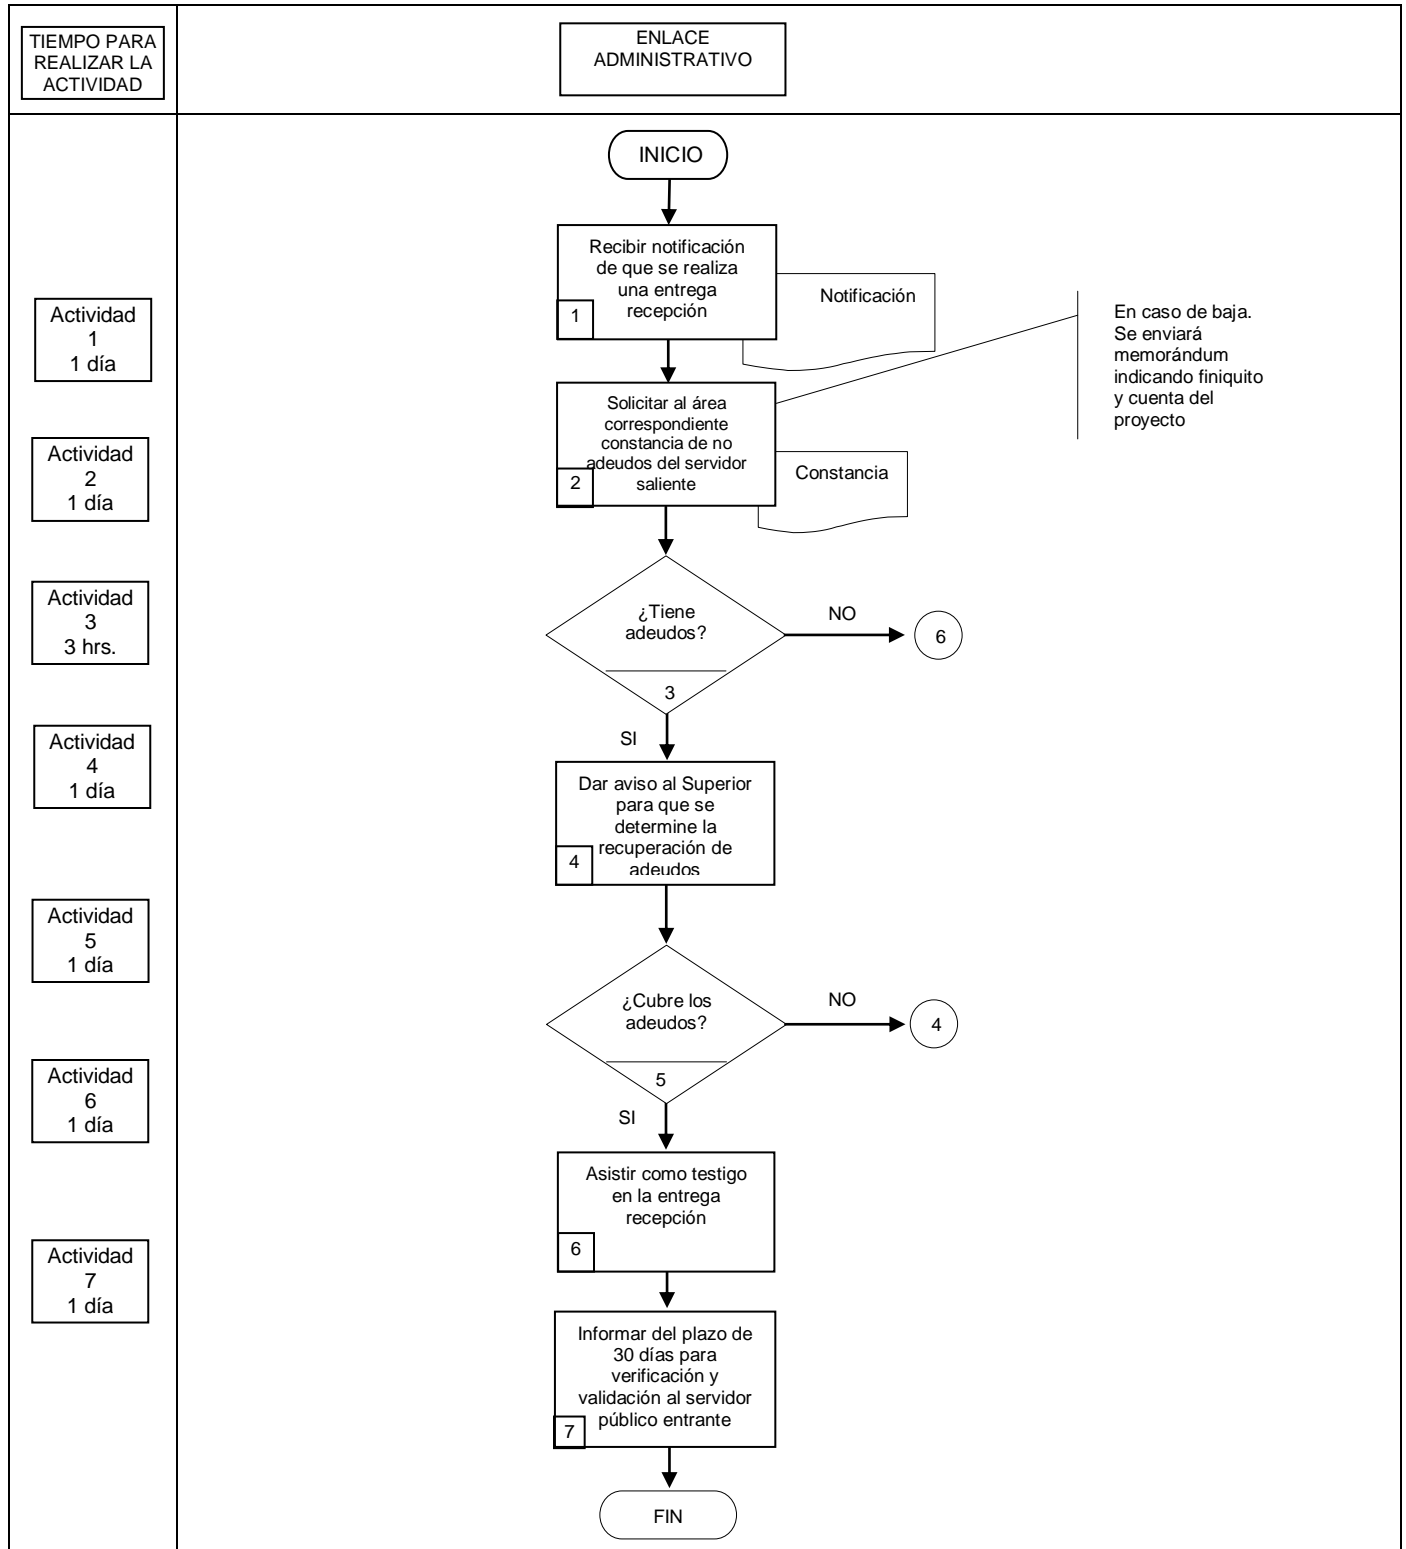 TIEMPO PARA
REALIZAR LA
ACTIVIDAD
ENLACE
ADMINISTRATIVO
INICIO
Recibir notificación
de que se realiza
una entrega
recepción
1
Notificación
En caso de baja.
Se enviará
memorándum
indicando finiquito
y cuenta del
proyecto
Actividad
1
1 día
Solicitar al área
correspondiente
constancia de no
adeudos del servidor
saliente
2
Constancia
Actividad
2
1 día
¿Tiene
adeudos?
3
NO
6
SI
Actividad
3
3 hrs.
Actividad
4
1 día
Dar aviso al Superior
para que se
determine la
recuperación de
adeudos
4
Actividad
5
1 día
¿Cubre los
adeudos?
5
NO
4
SI
Actividad
6
1 día
Asistir como testigo
en la entrega
recepción
6
Actividad
7
1 día
Informar del plazo de
30 días para
verificación y
validación al servidor
público entrante
7
FIN